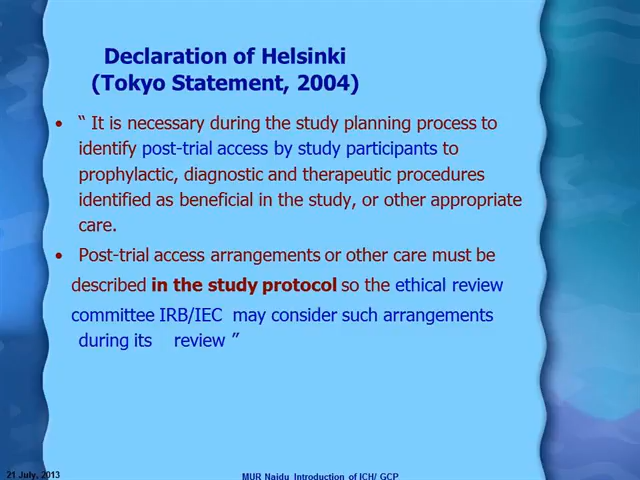 Declaration of Helsinki
(Tokyo Statement, 2004)
• “ It is necessary during the study planning process to
identify post-trial access by study participants to
prophylactic, diagnostic and therapeutic procedures
identified as beneficial in the study, or other appropriate
care.
• Post-trial access arrangements or other care must be
described in the study protocol so the ethical review
committee IRB/IEC may consider such arrangements
during its review ”
21 July, 2013
MUR Naidu Introduction of ICH/ GCP